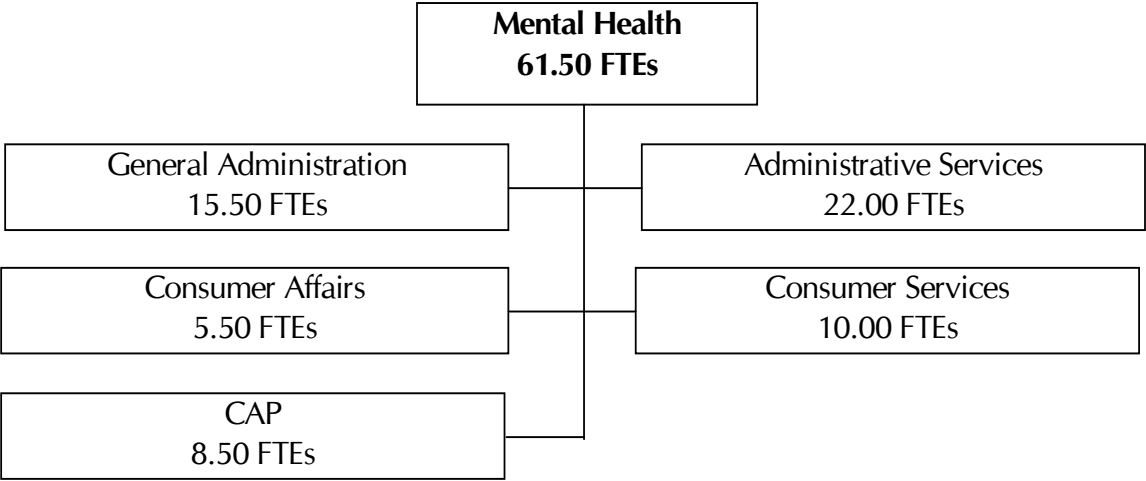 Mental Health
61.50 FTEs
General Administration
15.50 FTEs
Administrative Services
22.00 FTEs
Consumer Affairs
5.50 FTEs
Consumer Services
10.00 FTEs
CAP
8.50 FTEs